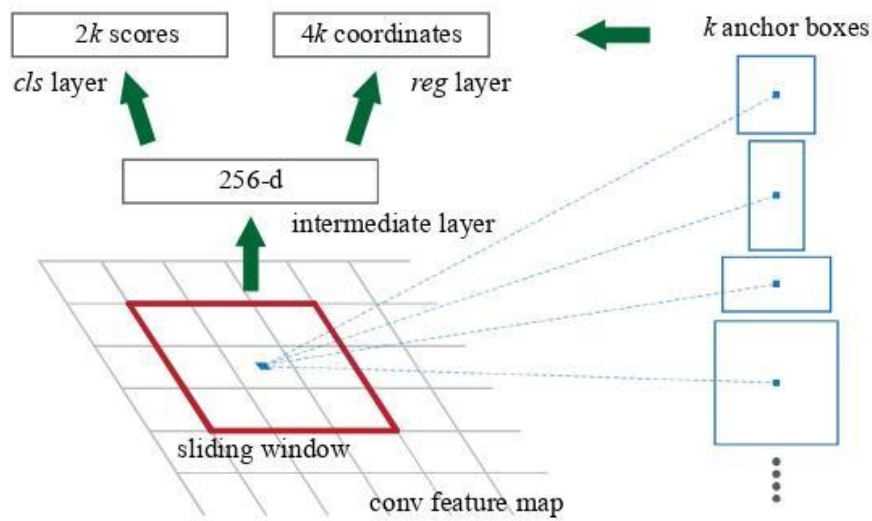 2k scores
4k coordinates
k anchor boxes
cls layer
reg layer
256-d
intermediate layer
sliding window
conv feature map